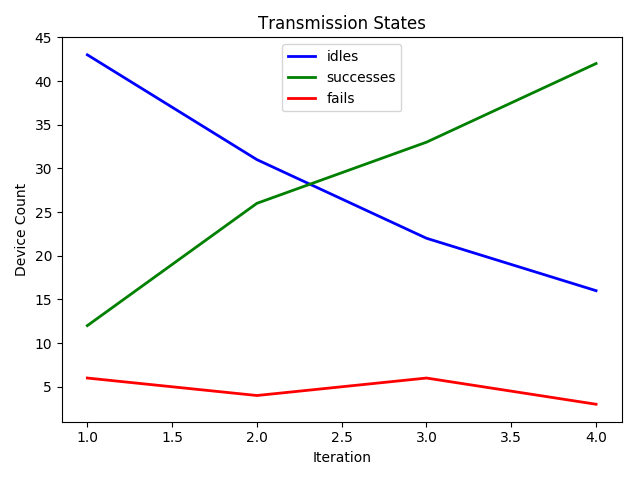 Transmission States
idles
successes
fails
45
40
35
30
25
20
15
10
5
Device Count
1.0 1.5 2.0 2.5 3.0 3.5 4.0
Iteration